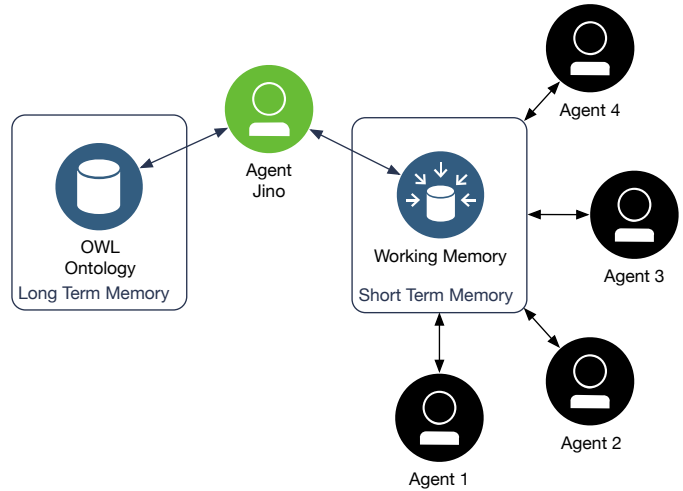 Agent 4
Agent
Jino
OWL
Ontology
Long Term Memory
Working Memory
Short Term Memory
Agent 3
Agent 2
Agent 1